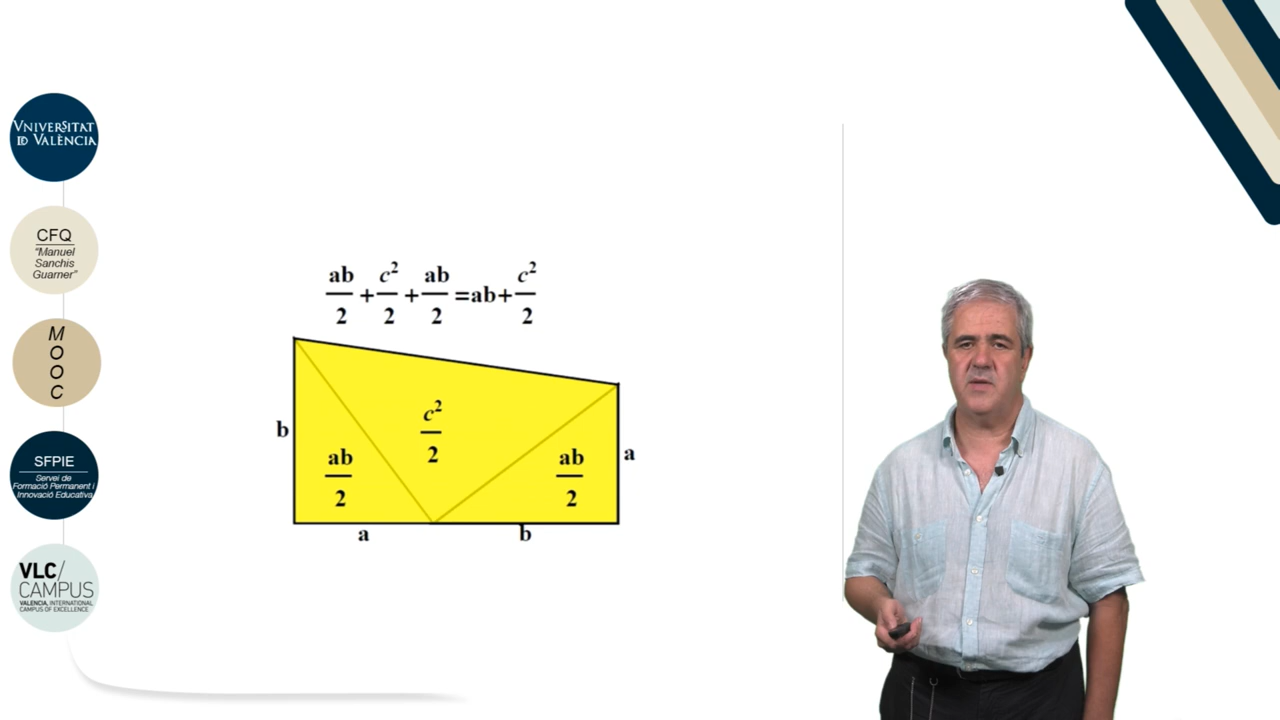 VNIVERSITAT
ID VALÈNCIA
CFQ
“Manuel
Sanchis
Guarner”
M
O
O
C
SFPIE
Servei de
Formació Permanent i
Innovació Educativa
VLC/
CAMPUS
VALENCIA, INTERNATIONAL
CAMPUS OF EXCELLENCE
ab/2 + c²/2 + ab/2 = ab + c²/2
b
c²/2
ab/2
ab/2
a
a
b